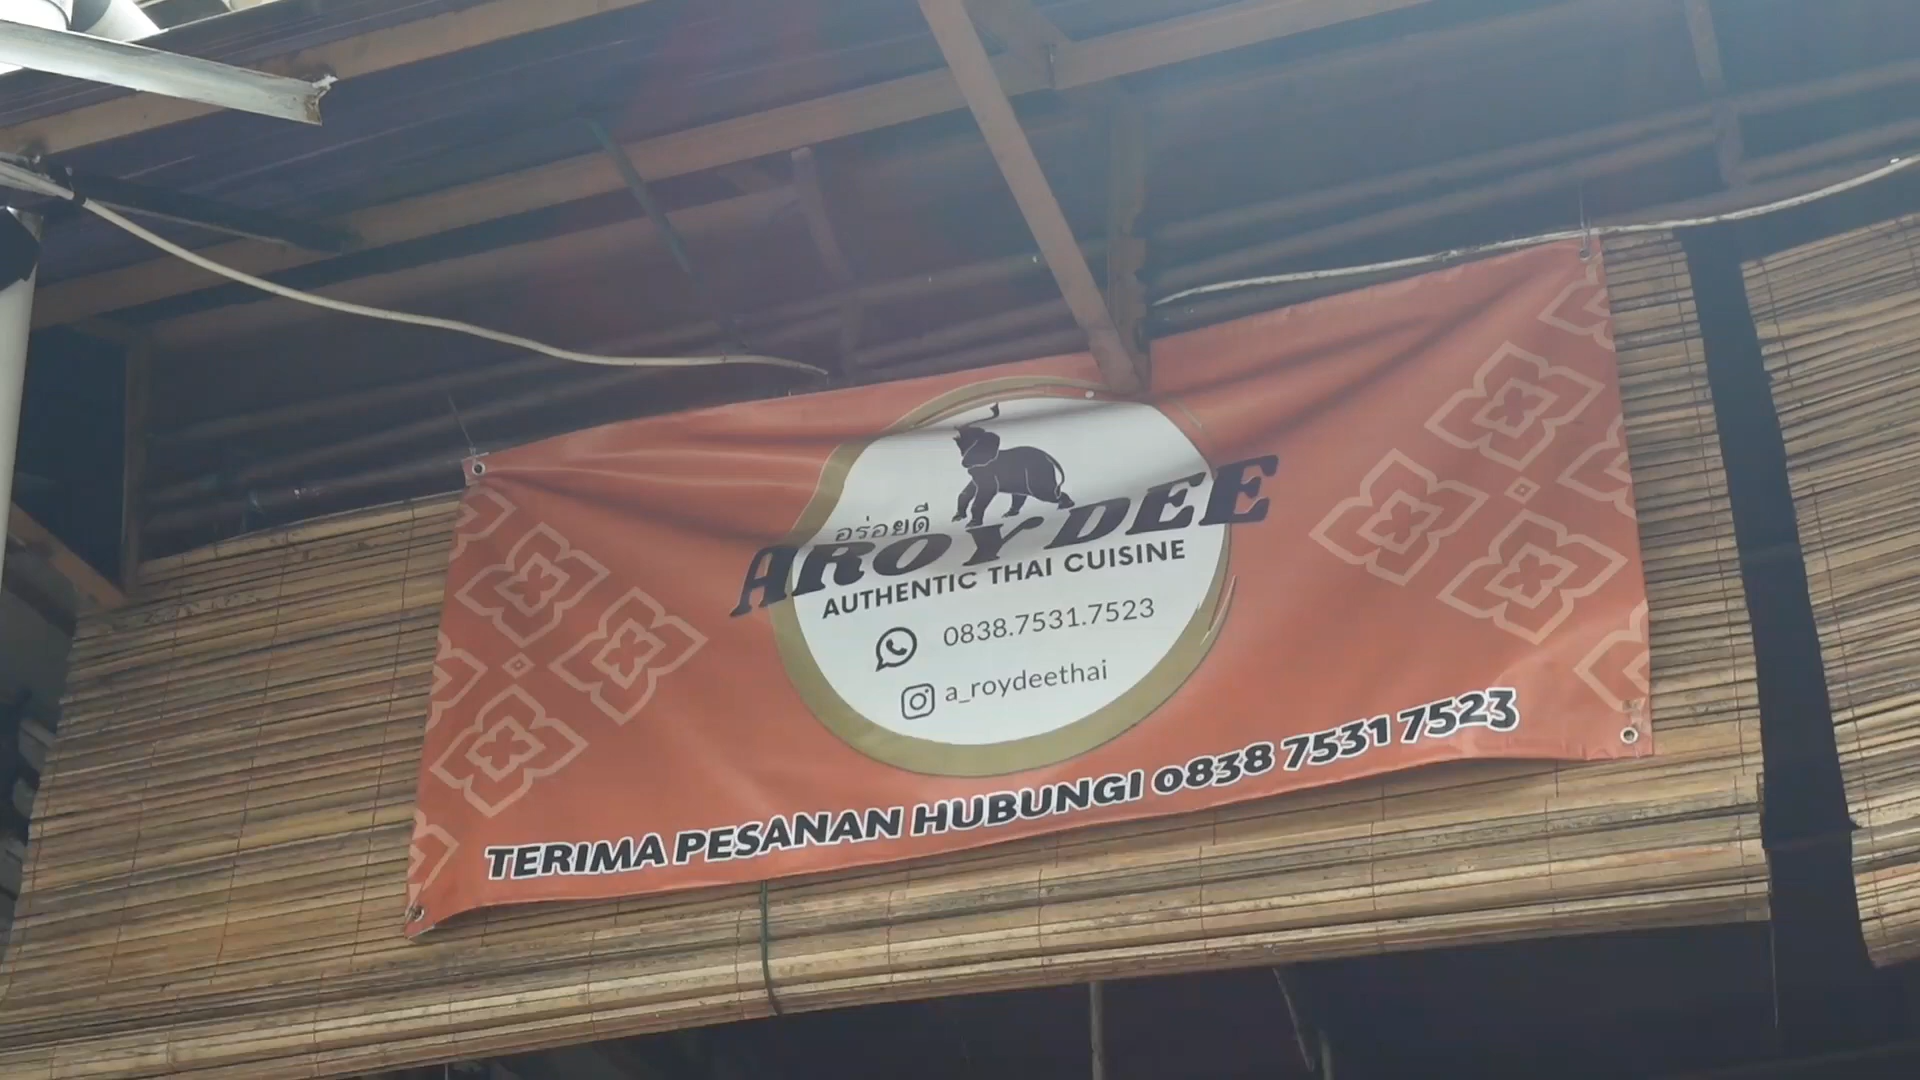 อร่อยดี
AROY DEE
AUTHENTIC THAI CUISINE
0838.7531.7523
a_roydeethai
TERIMA PESANAN HUBUNGI 0838 7531 7523